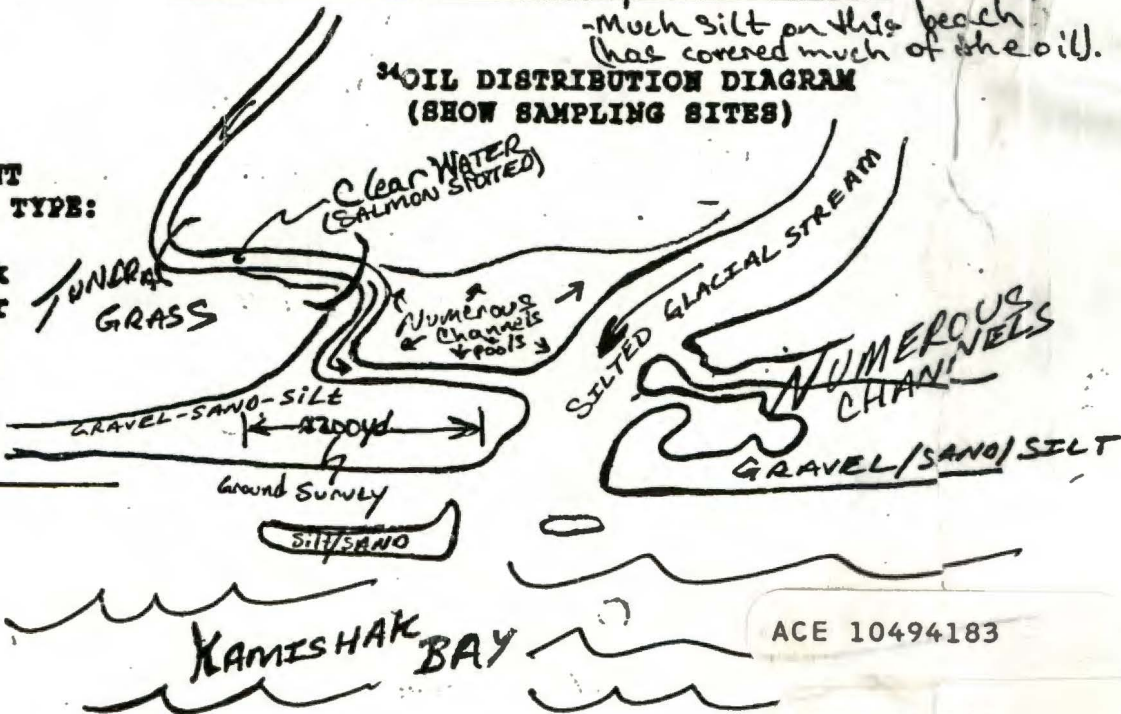 -Much silt on this beach
(has covered much of the oil).
34 OIL DISTRIBUTION DIAGRAM
(SHOW SAMPLING SITES)
TYPE:
Clear WATER
(SALMON SPOTTED)
TUNDRA
GRASS
Numerous
Channels
pools
SILTED GLACIAL STREAM
NUMEROUS
CHANNELS
GRAVEL-SAND-SILT
200yd
GRAVEL/SAND/SILT
Ground Survey
Silt/SAND
KAMISHAK BAY
ACE 10494183